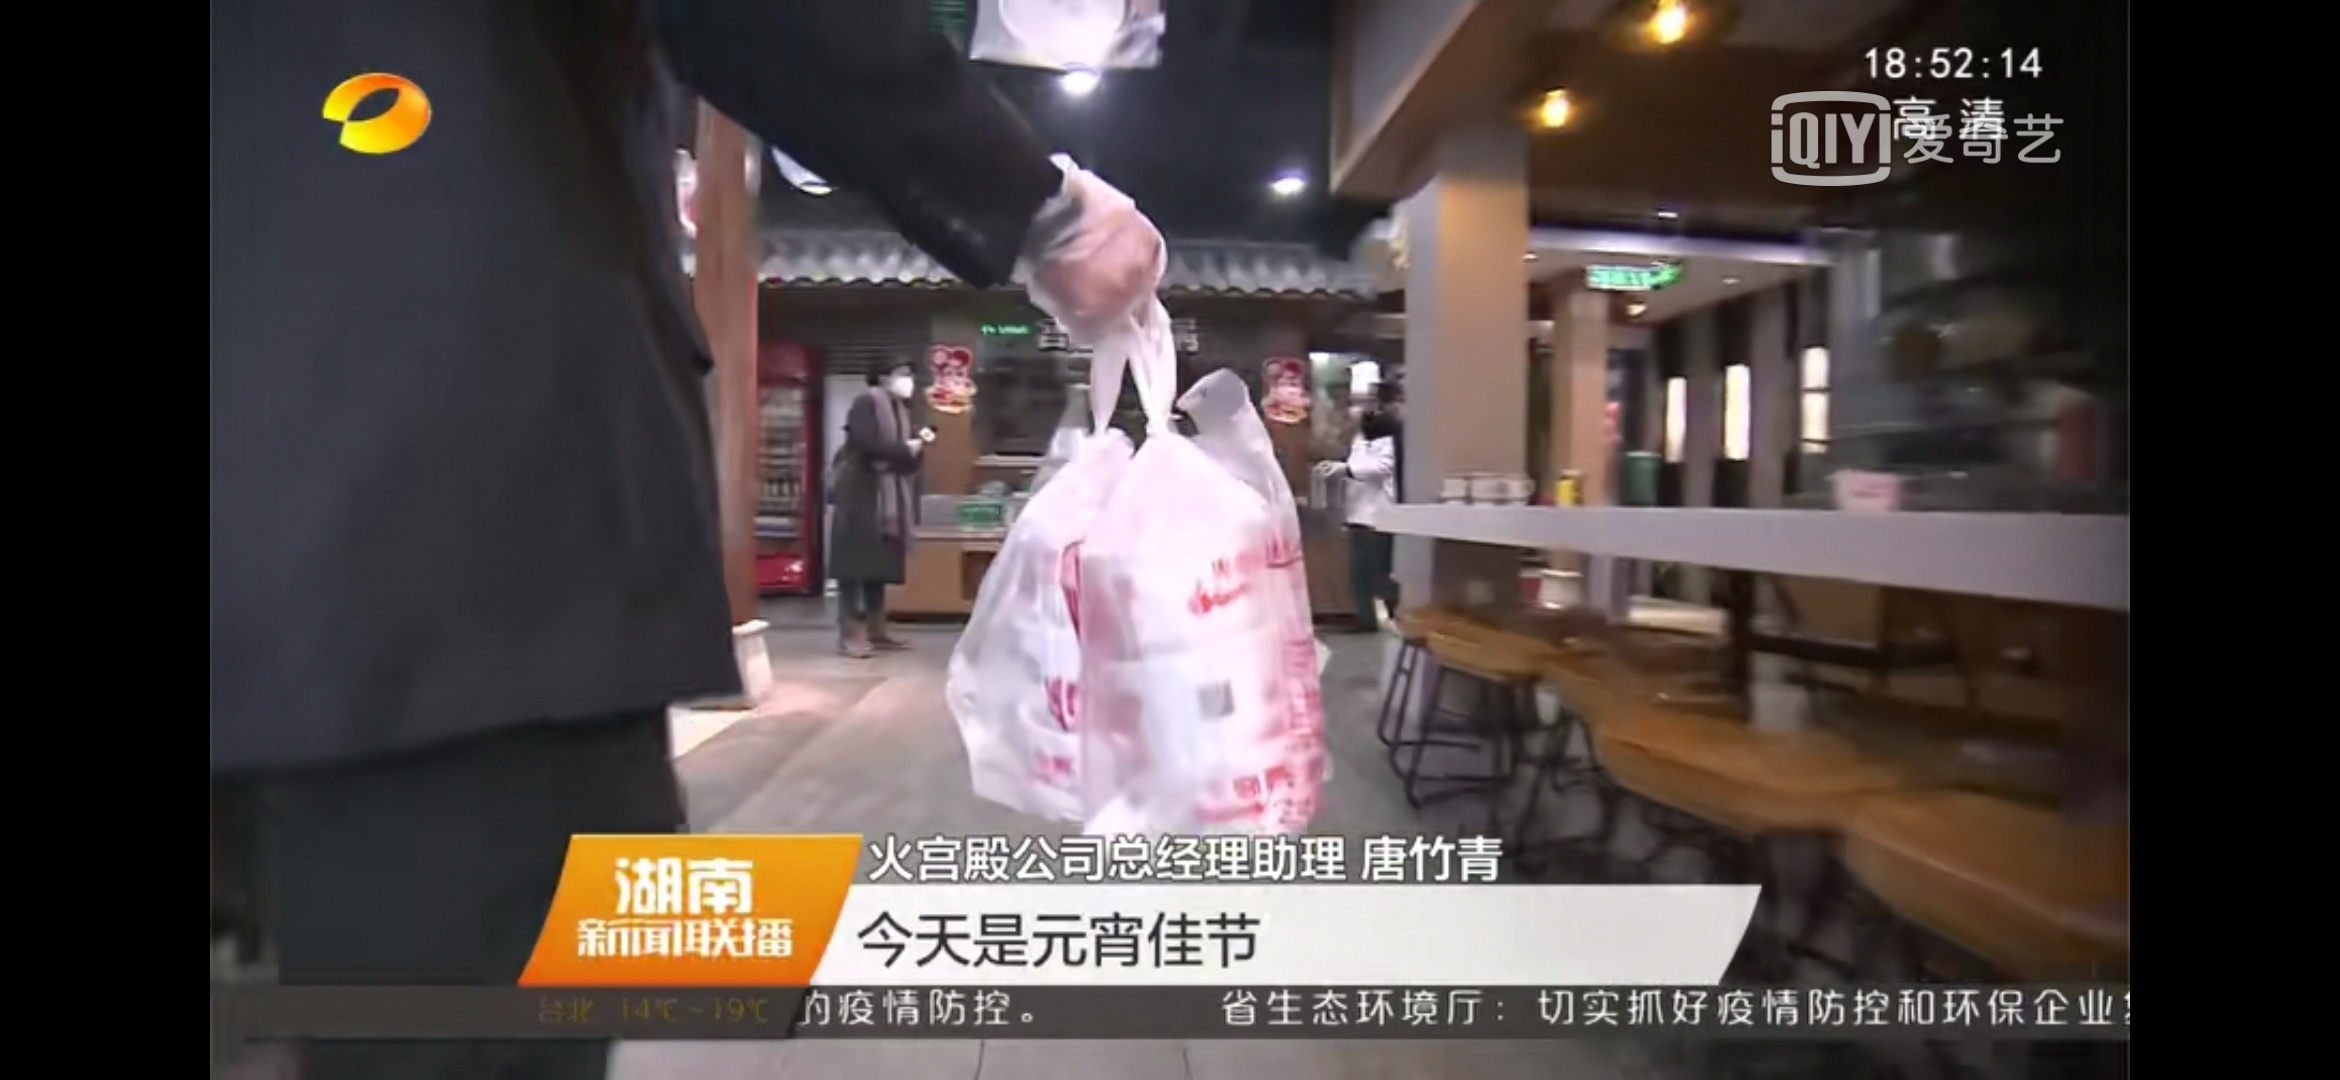 18:52:14
高清
iQIYI 爱奇艺
火宫殿公司总经理助理 唐竹青
湖南
新闻联播
今天是元宵佳节
台北 14℃~19℃
的疫情防控。 省生态环境厅：切实抓好疫情防控和环保企业